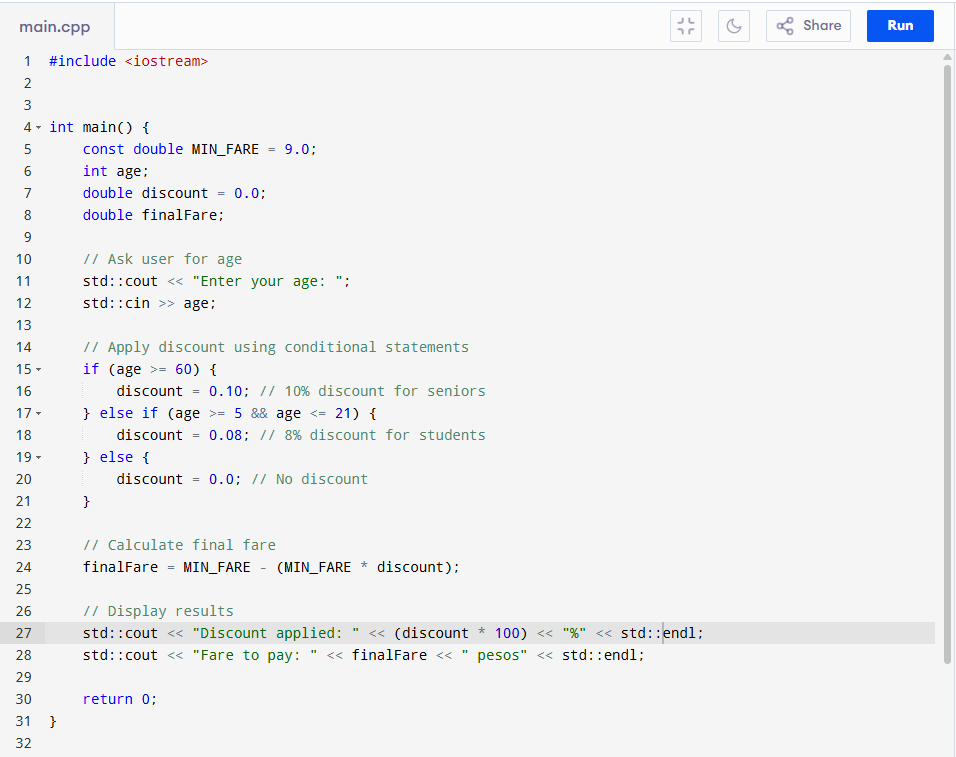 main.cpp
Share
Run
1 #include <iostream>
2
3
4 int main() {
5     const double MIN_FARE = 9.0;
6     int age;
7     double discount = 0.0;
8     double finalFare;
9
10     // Ask user for age
11     std::cout << "Enter your age: ";
12     std::cin >> age;
13
14     // Apply discount using conditional statements
15     if (age >= 60) {
16         discount = 0.10; // 10% discount for seniors
17     } else if (age >= 5 && age <= 21) {
18         discount = 0.08; // 8% discount for students
19     } else {
20         discount = 0.0; // No discount
21     }
22
23     // Calculate final fare
24     finalFare = MIN_FARE - (MIN_FARE * discount);
25
26     // Display results
27     std::cout << "Discount applied: " << (discount * 100) << "%" << std::endl;
28     std::cout << "Fare to pay: " << finalFare << " pesos" << std::endl;
29
30     return 0;
31 }
32